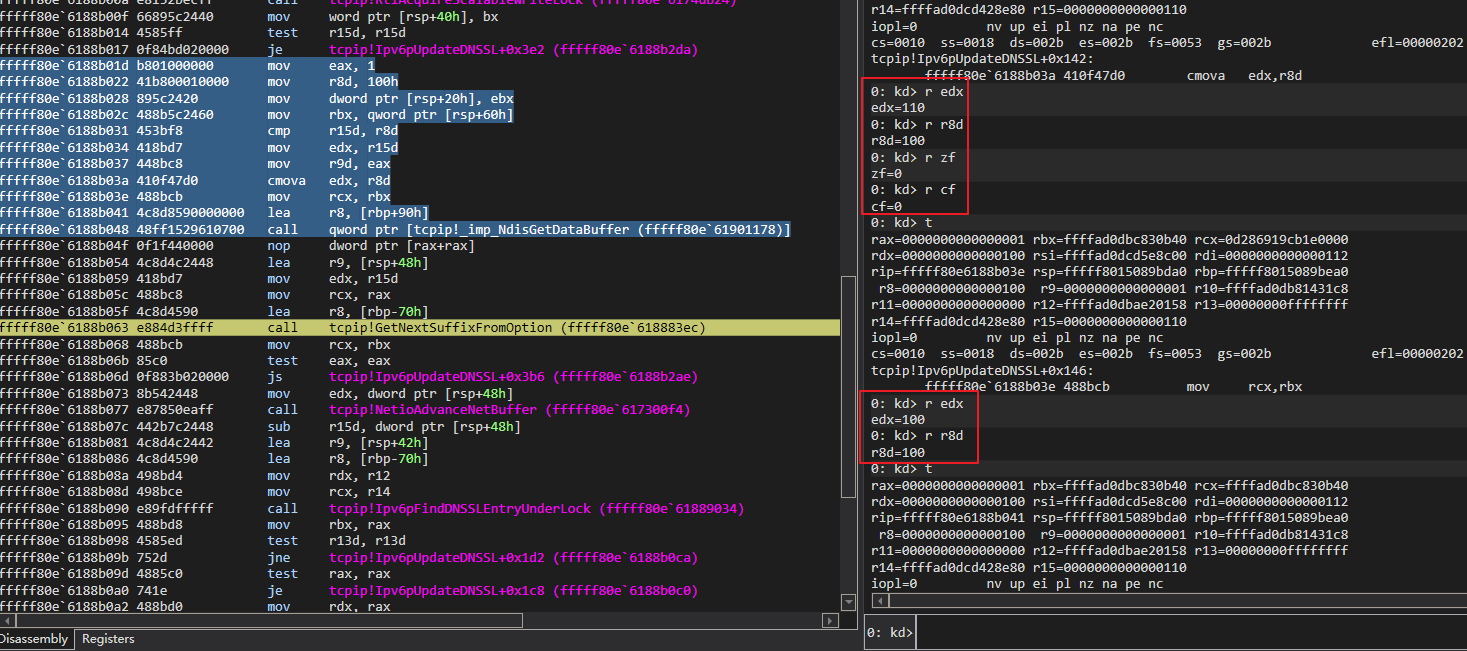 call tcpip!RtlAcquireScalableWriteLock (fffff80e`6174db24)
fffff80e`6188b00f 66895c2440 mov word ptr [rsp+40h], bx
fffff80e`6188b014 4585ff test r15d, r15d
fffff80e`6188b017 0f84bd020000 je tcpip!Ipv6pUpdateDNSSL+0x3e2 (fffff80e`6188b2da)
fffff80e`6188b01d b801000000 mov eax, 1
fffff80e`6188b022 41b800010000 mov r8d, 100h
fffff80e`6188b028 895c2420 mov dword ptr [rsp+20h], ebx
fffff80e`6188b02c 488b5c2460 mov rbx, qword ptr [rsp+60h]
fffff80e`6188b031 453bf8 cmp r15d, r8d
fffff80e`6188b034 418bd7 mov edx, r15d
fffff80e`6188b037 448bc8 mov r9d, eax
fffff80e`6188b03a 410f47d0 cmova edx, r8d
fffff80e`6188b03e 488bcb mov rcx, rbx
fffff80e`6188b041 4c8d8590000000 lea r8, [rbp+90h]
fffff80e`6188b048 48ff1529610700 call qword ptr [tcpip!_imp_NdisGetDataBuffer (fffff80e`61901178)]
fffff80e`6188b04f 0f1f440000 nop dword ptr [rax+rax]
fffff80e`6188b054 4c8d4c2448 lea r9, [rsp+48h]
fffff80e`6188b059 418bd7 mov edx, r15d
fffff80e`6188b05c 488bc8 mov rcx, rax
fffff80e`6188b05f 4c8d4590 lea r8, [rbp-70h]
fffff80e`6188b063 e884d3ffff call tcpip!GetNextSuffixFromOption (fffff80e`618883ec)
fffff80e`6188b068 488bcb mov rcx, rbx
fffff80e`6188b06b 85c0 test eax, eax
fffff80e`6188b06d 0f883b020000 js tcpip!Ipv6pUpdateDNSSL+0x3b6 (fffff80e`6188b2ae)
fffff80e`6188b073 8b542448 mov edx, dword ptr [rsp+48h]
fffff80e`6188b077 e87850eaff call tcpip!NetioAdvanceNetBuffer (fffff80e`617300f4)
fffff80e`6188b07c 442b7c2448 sub r15d, dword ptr [rsp+48h]
fffff80e`6188b081 4c8d4c2442 lea r9, [rsp+42h]
fffff80e`6188b086 4c8d4590 lea r8, [rbp-70h]
fffff80e`6188b08a 498bd4 mov rdx, r12
fffff80e`6188b08d 498bce mov rcx, r14
fffff80e`6188b090 e89fdfffff call tcpip!Ipv6pFindDNSSLEntryUnderLock (fffff80e`61889034)
fffff80e`6188b095 488bd8 mov rbx, rax
fffff80e`6188b098 4585ed test r13d, r13d
fffff80e`6188b09b 752d jne tcpip!Ipv6pUpdateDNSSL+0x1d2 (fffff80e`6188b0ca)
fffff80e`6188b09d 4885c0 test rax, rax
fffff80e`6188b0a0 741e je tcpip!Ipv6pUpdateDNSSL+0x1c8 (fffff80e`6188b0c0)
fffff80e`6188b0a2 488bd0 mov rdx, rax
Disassembly Registers
r14=ffffad0dcd428e80 r15=0000000000000110
iopl=0 nv up ei pl nz na pe nc
cs=0010 ss=0018 ds=002b es=002b fs=0053 gs=002b efl=00000202
tcpip!Ipv6pUpdateDNSSL+0x142:
fffff80e`6188b03a 410f47d0 cmova edx,r8d
0: kd> r edx
edx=110
0: kd> r r8d
r8d=100
0: kd> r zf
zf=0
0: kd> r cf
cf=0
0: kd> t
rax=0000000000000001 rbx=ffffad0dbc830b40 rcx=0d286919cb1e0000
rdx=0000000000000100 rsi=ffffad0dcd5e8c00 rdi=0000000000000112
rip=fffff80e6188b03e rsp=fffff8015089bda0 rbp=fffff8015089bea0
r8=0000000000000100 r9=0000000000000001 r10=ffffad0db81431c8
r11=0000000000000000 r12=ffffad0dbae20158 r13=00000000ffffffff
r14=ffffad0dcd428e80 r15=0000000000000110
iopl=0 nv up ei pl nz na pe nc
cs=0010 ss=0018 ds=002b es=002b fs=0053 gs=002b efl=00000202
tcpip!Ipv6pUpdateDNSSL+0x146:
fffff80e`6188b03e 488bcb mov rcx,rbx
0: kd> r edx
edx=100
0: kd> r r8d
r8d=100
0: kd> t
rax=0000000000000001 rbx=ffffad0dbc830b40 rcx=ffffad0dbc830b40
rdx=0000000000000100 rsi=ffffad0dcd5e8c00 rdi=0000000000000112
rip=fffff80e6188b041 rsp=fffff8015089bda0 rbp=fffff8015089bea0
r8=0000000000000100 r9=0000000000000001 r10=ffffad0db81431c8
r11=0000000000000000 r12=ffffad0dbae20158 r13=00000000ffffffff
r14=ffffad0dcd428e80 r15=0000000000000110
iopl=0 nv up ei pl nz na pe nc
0: kd>